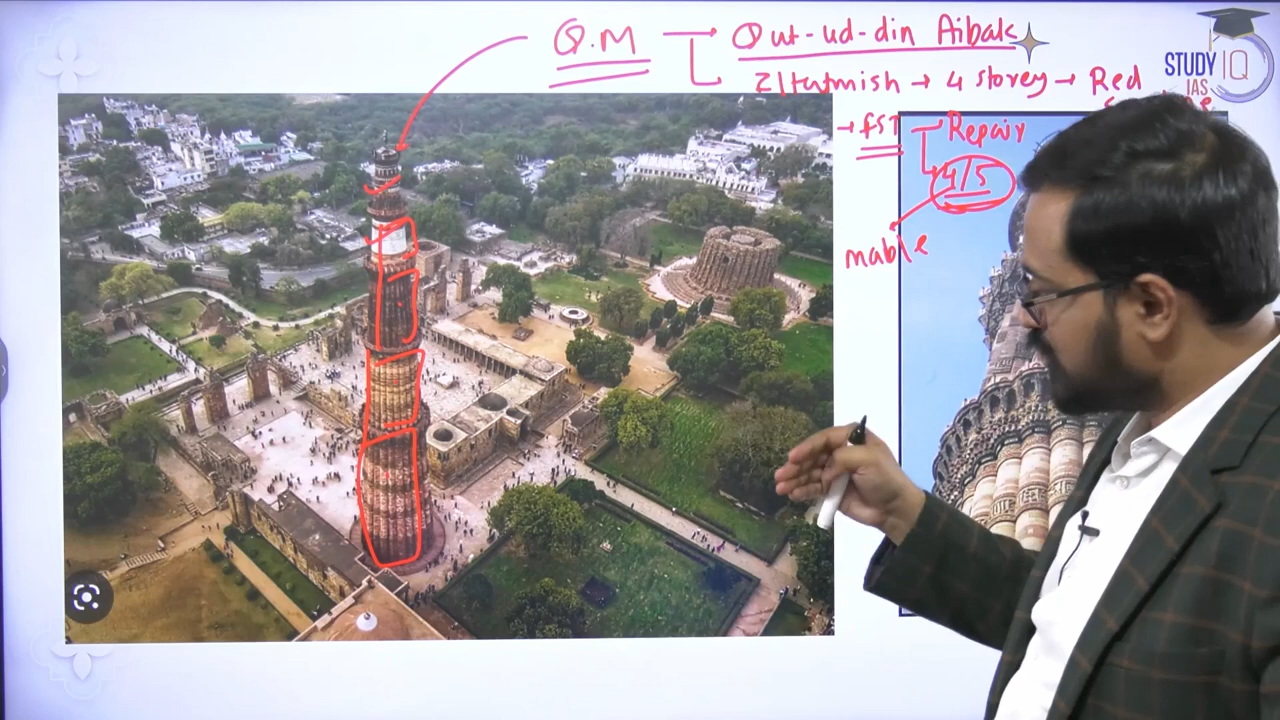 Q.M → Qut-ud-din Aibak
Iltutmish → 4 storey → Red
→ fST → Repair
4/5
mable
STUDY IQ
IAS